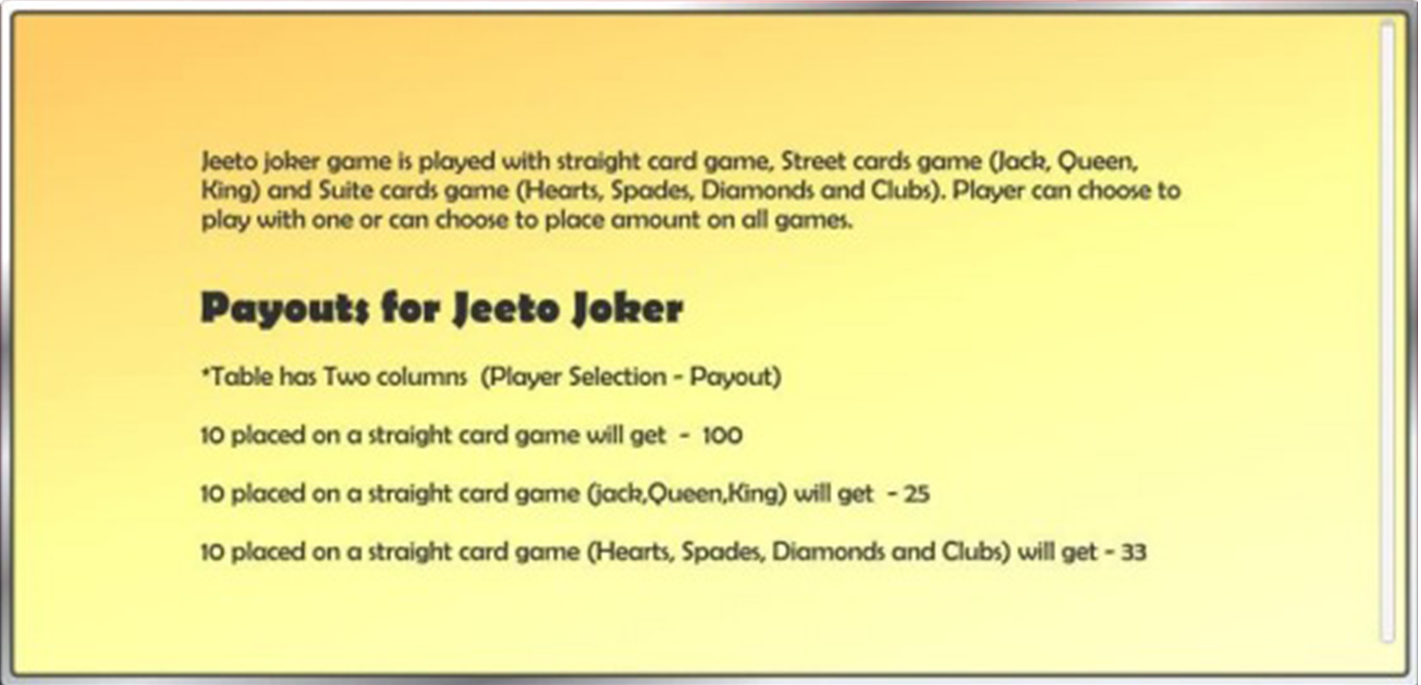 Jeeto joker game is played with straight card game, Street cards game (Jack, Queen,
King) and Suite cards game (Hearts, Spades, Diamonds and Clubs). Player can choose to
play with one or can choose to place amount on all games.
Payouts for Jeeto Joker
*Table has Two columns (Player Selection - Payout)
10 placed on a straight card game will get - 100
10 placed on a straight card game (jack,Queen,King) will get - 25
10 placed on a straight card game (Hearts, Spades, Diamonds and Clubs) will get - 33